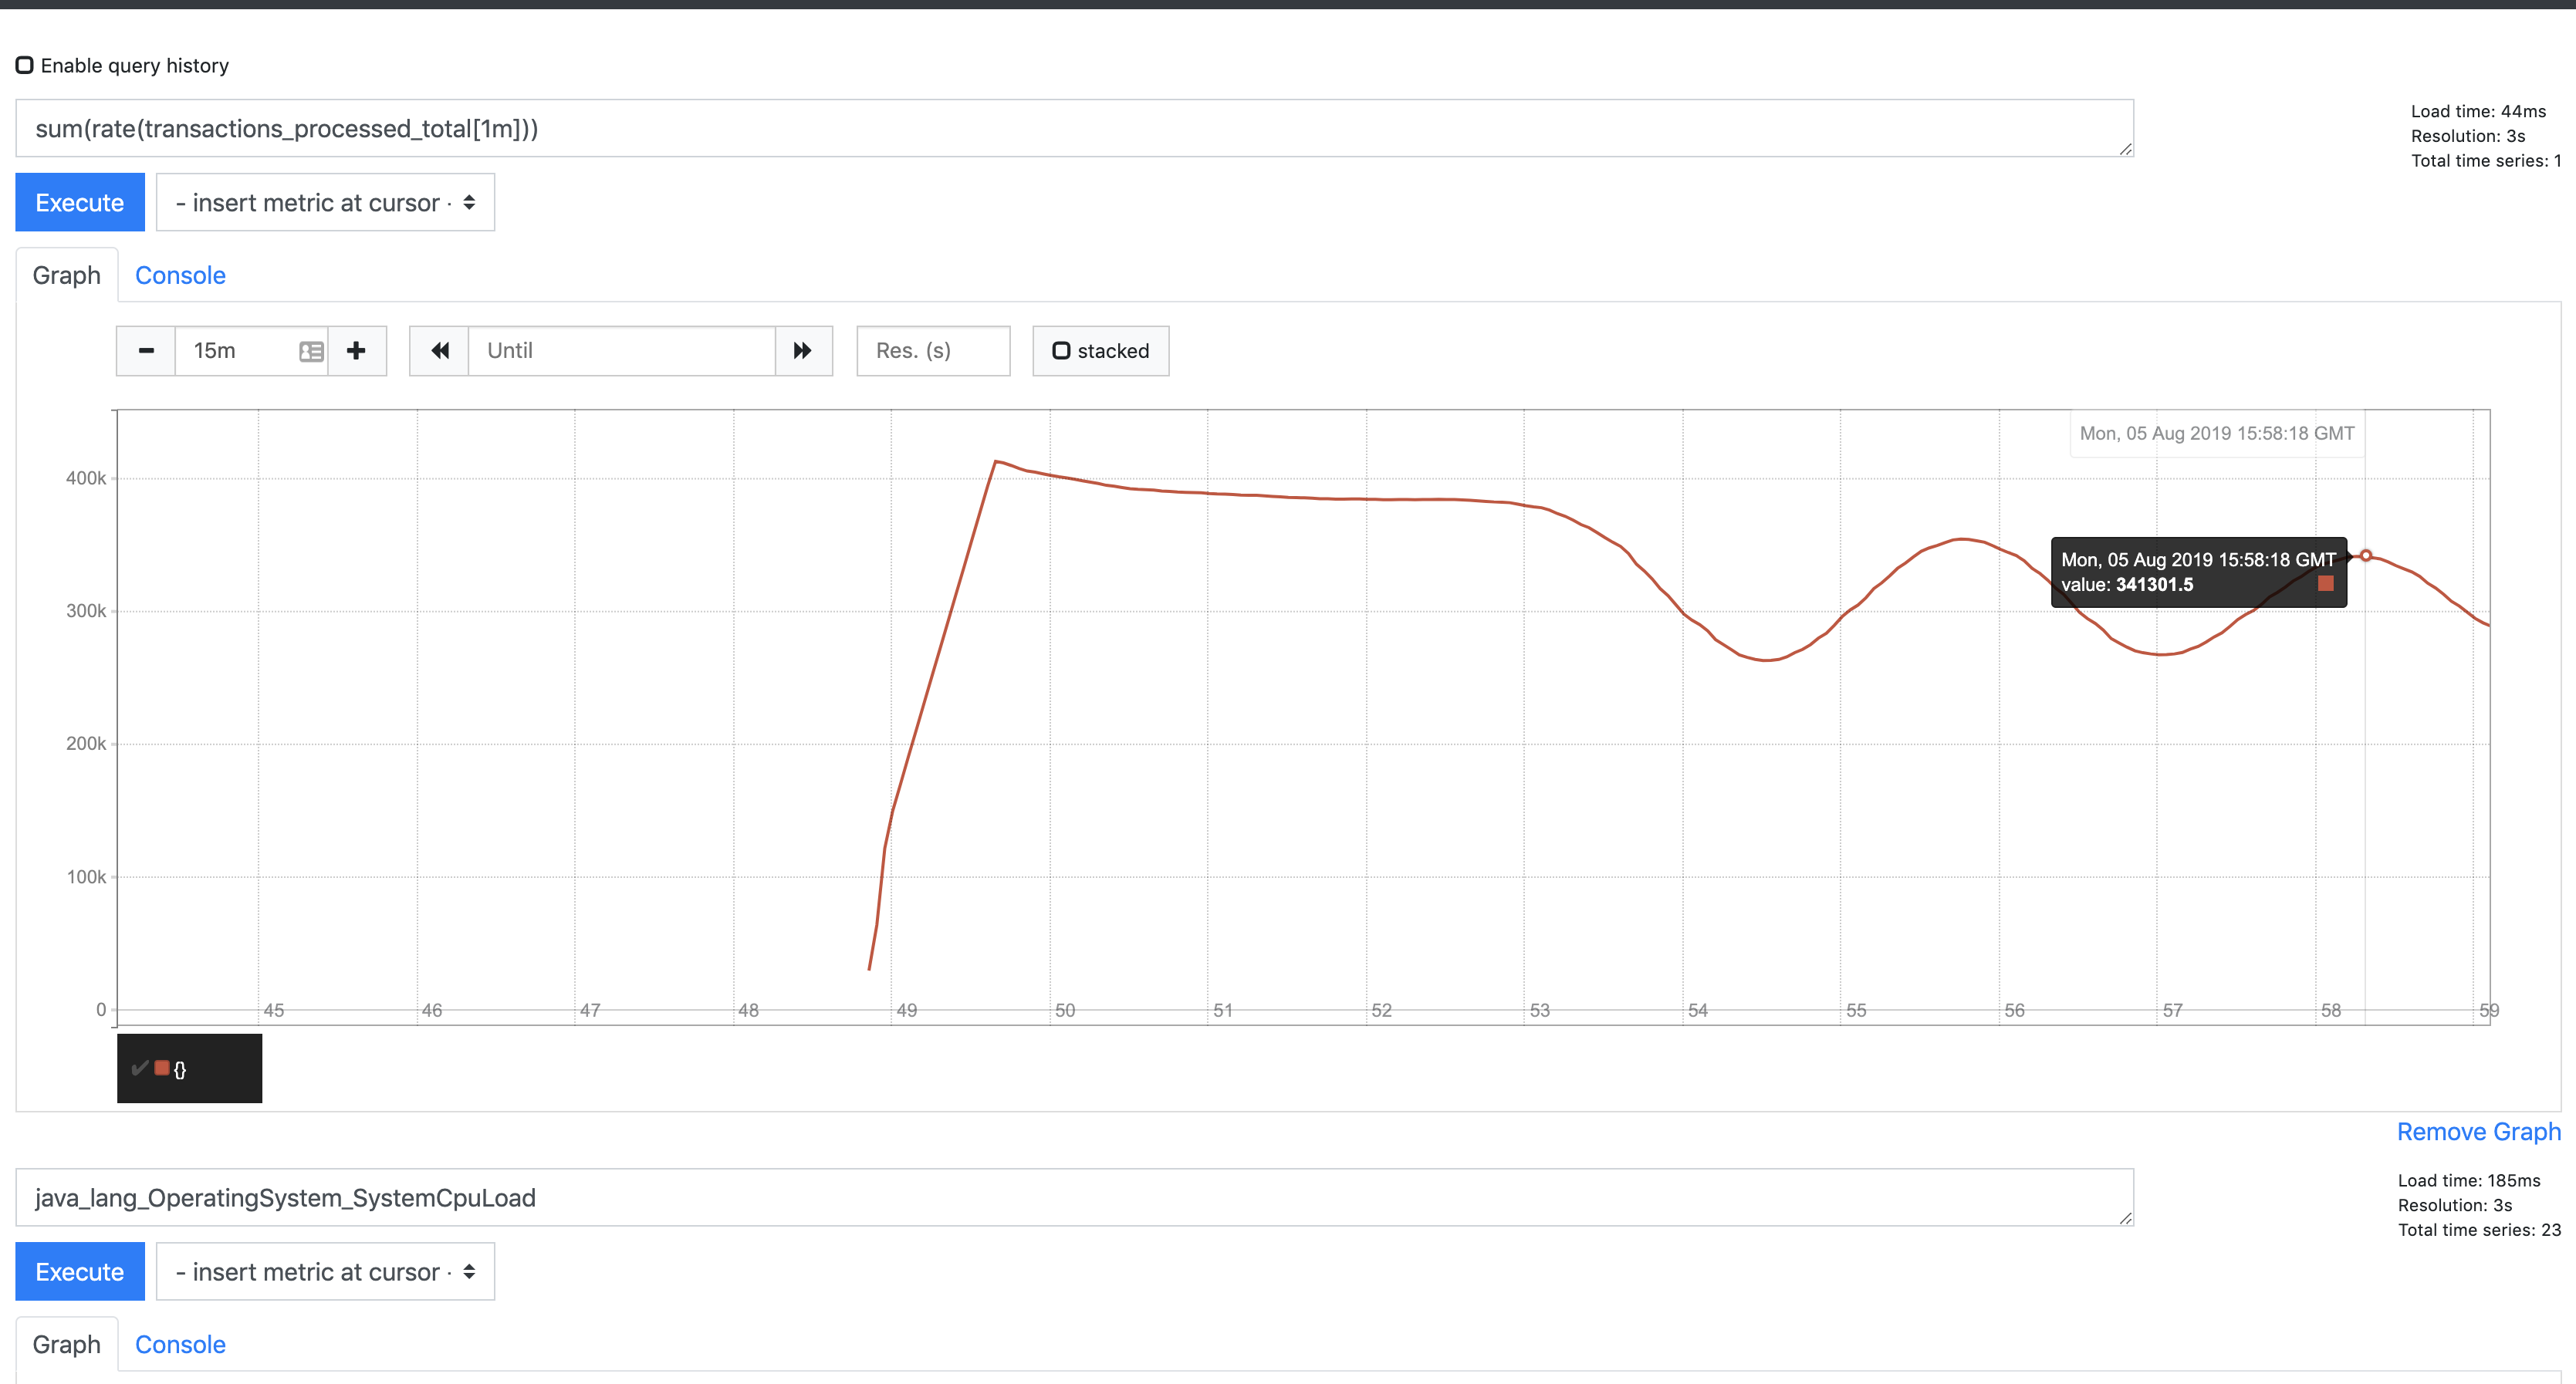 Enable query history
sum(rate(transactions_processed_total[1m]))
Load time: 44ms
Resolution: 3s
Total time series: 1
Execute
- insert metric at cursor -
Graph Console
15m
Until
Res. (s)
stacked
Mon, 05 Aug 2019 15:58:18 GMT
400k
300k
200k
100k
0
Mon, 05 Aug 2019 15:58:18 GMT
value: 341301.5
45 46 47 48 49 50 51 52 53 54 55 56 57 58 59
{}
Remove Graph
java_lang_OperatingSystem_SystemCpuLoad
Load time: 185ms
Resolution: 3s
Total time series: 23
Execute
- insert metric at cursor -
Graph Console